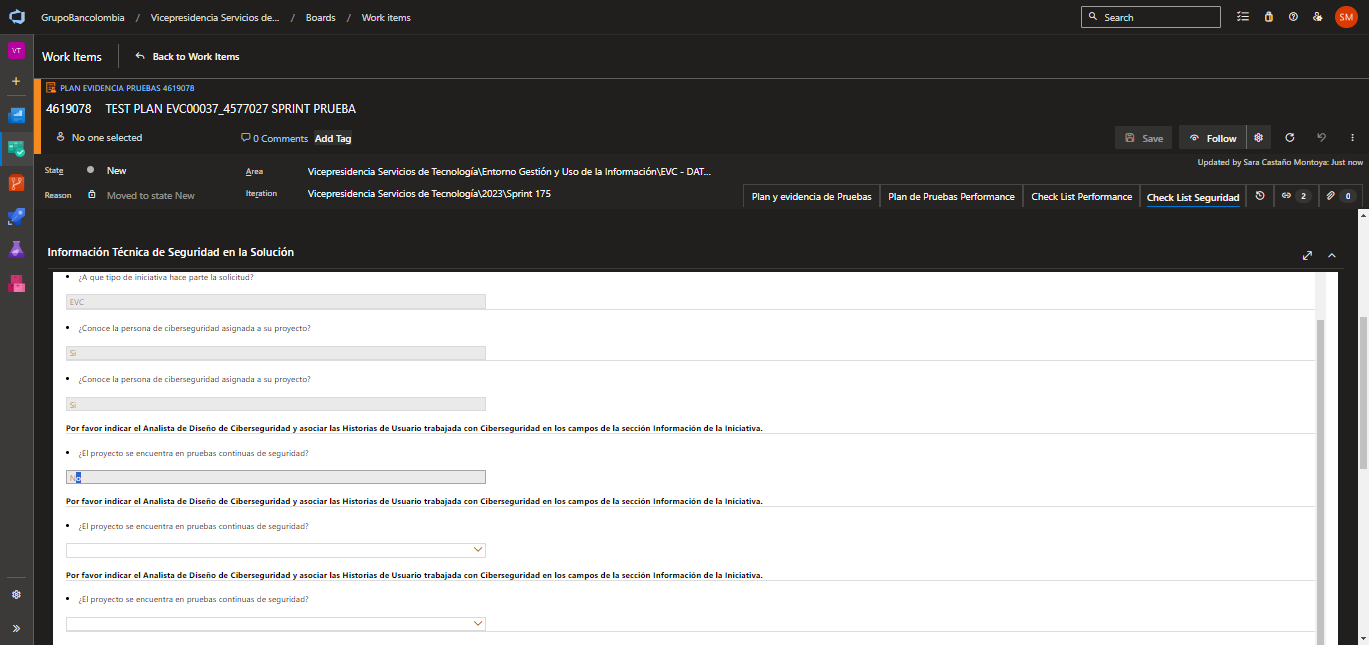 GrupoBancolombia / Vicepresidencia Servicios de... / Boards / Work items
Search
SM
VT
Work Items
Back to Work Items
PLAN EVIDENCIA PRUEBAS 4619078
4619078 TEST PLAN EVC00037_4577027 SPRINT PRUEBA
No one selected
0 Comments
Add Tag
Save
Follow
Updated by Sara Castaño Montoya: Just now
State New
Area Vicepresidencia Servicios de Tecnología\Entorno Gestión y Uso de la Información\EVC - DAT...
Reason Moved to state New
Iteration Vicepresidencia Servicios de Tecnología\2023\Sprint 175
Plan y evidencia de Pruebas
Plan de Pruebas Performance
Check List Performance
Check List Seguridad
2
0
Información Técnica de Seguridad en la Solución
¿A que tipo de iniciativa hace parte la solicitud?
EVC
¿Conoce la persona de ciberseguridad asignada a su proyecto?
Si
¿Conoce la persona de ciberseguridad asignada a su proyecto?
Si
Por favor indicar el Analista de Diseño de Ciberseguridad y asociar las Historias de Usuario trabajada con Ciberseguridad en los campos de la sección Información de la Iniciativa.
¿El proyecto se encuentra en pruebas continuas de seguridad?
No
Por favor indicar el Analista de Diseño de Ciberseguridad y asociar las Historias de Usuario trabajada con Ciberseguridad en los campos de la sección Información de la Iniciativa.
¿El proyecto se encuentra en pruebas continuas de seguridad?
Por favor indicar el Analista de Diseño de Ciberseguridad y asociar las Historias de Usuario trabajada con Ciberseguridad en los campos de la sección Información de la Iniciativa.
¿El proyecto se encuentra en pruebas continuas de seguridad?